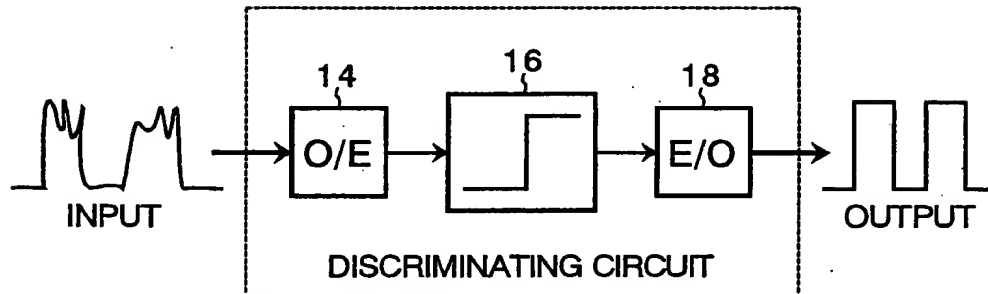 14
16
18
O/E
E/O
INPUT
OUTPUT
DISCRIMINATING CIRCUIT